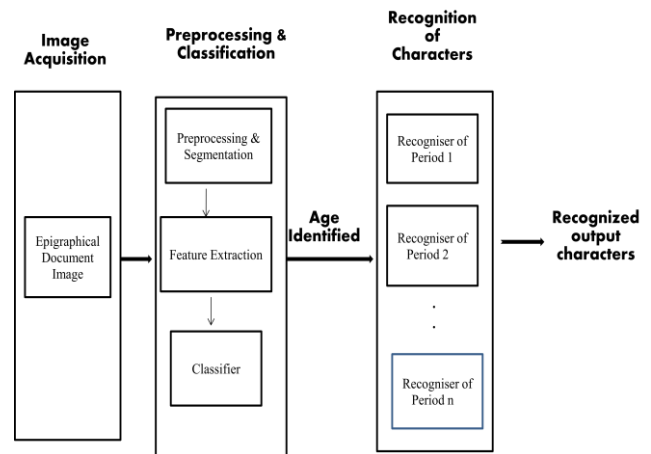 Image
Acquisition
Preprocessing &
Classification
Recognition
of
Characters
Epigraphical
Document
Image
Preprocessing &
Segmentation
Feature Extraction
Classifier
Age
Identified
Recogniser of
Period 1
Recogniser of
Period 2
.
.
Recogniser of
Period n
Recognized
output
characters